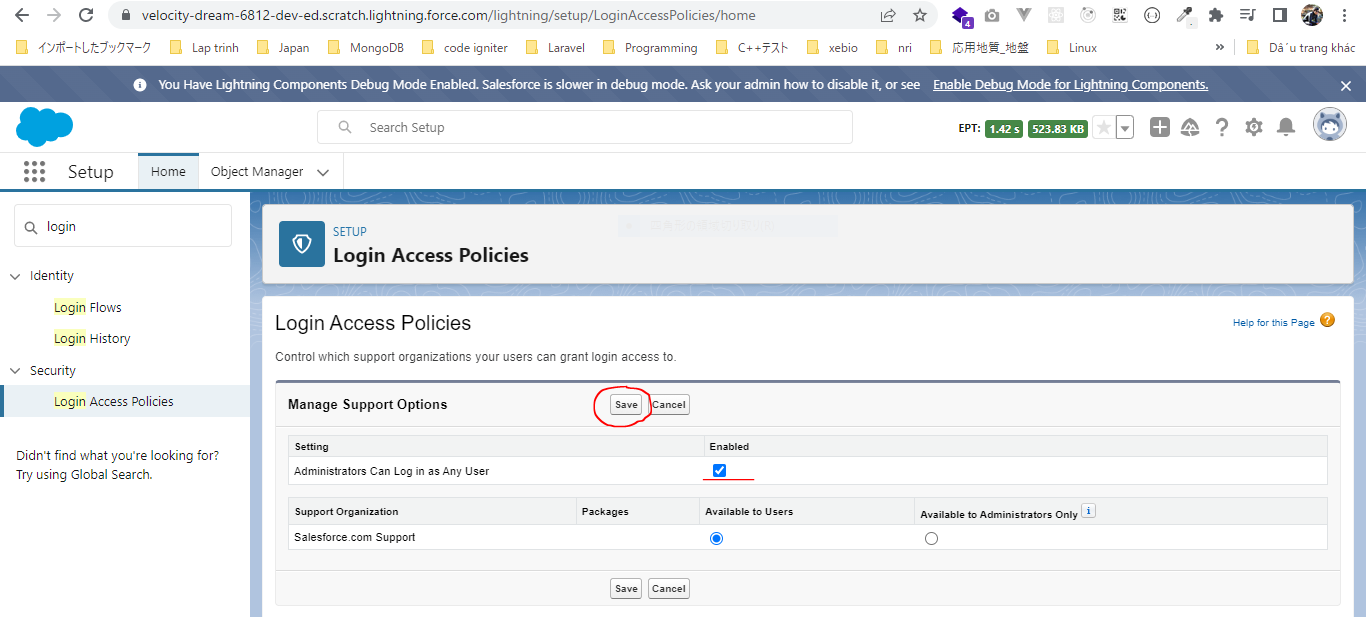 velocity-dream-6812-dev-ed.scratch.lightning.force.com/lightning/setup/LoginAccessPolicies/home
4
インポートしたブックマーク Lap trinh Japan MongoDB code igniter Laravel Programming C++テスト xebio nri 応用地質_地盤 Linux » Dấu trang khác
You Have Lightning Components Debug Mode Enabled. Salesforce is slower in debug mode. Ask your admin how to disable it, or see Enable Debug Mode for Lightning Components.
Search Setup
EPT: 1.42 s 523.83 KB
Setup Home Object Manager
login
Identity
Login Flows
Login History
Security
Login Access Policies
Didn't find what you're looking for?
Try using Global Search.
SETUP
Login Access Policies
Login Access Policies
Help for this Page ?
Control which support organizations your users can grant login access to.
Manage Support Options Save Cancel
Setting Enabled
Administrators Can Log in as Any User
Support Organization Packages Available to Users Available to Administrators Only i
Salesforce.com Support
Save Cancel